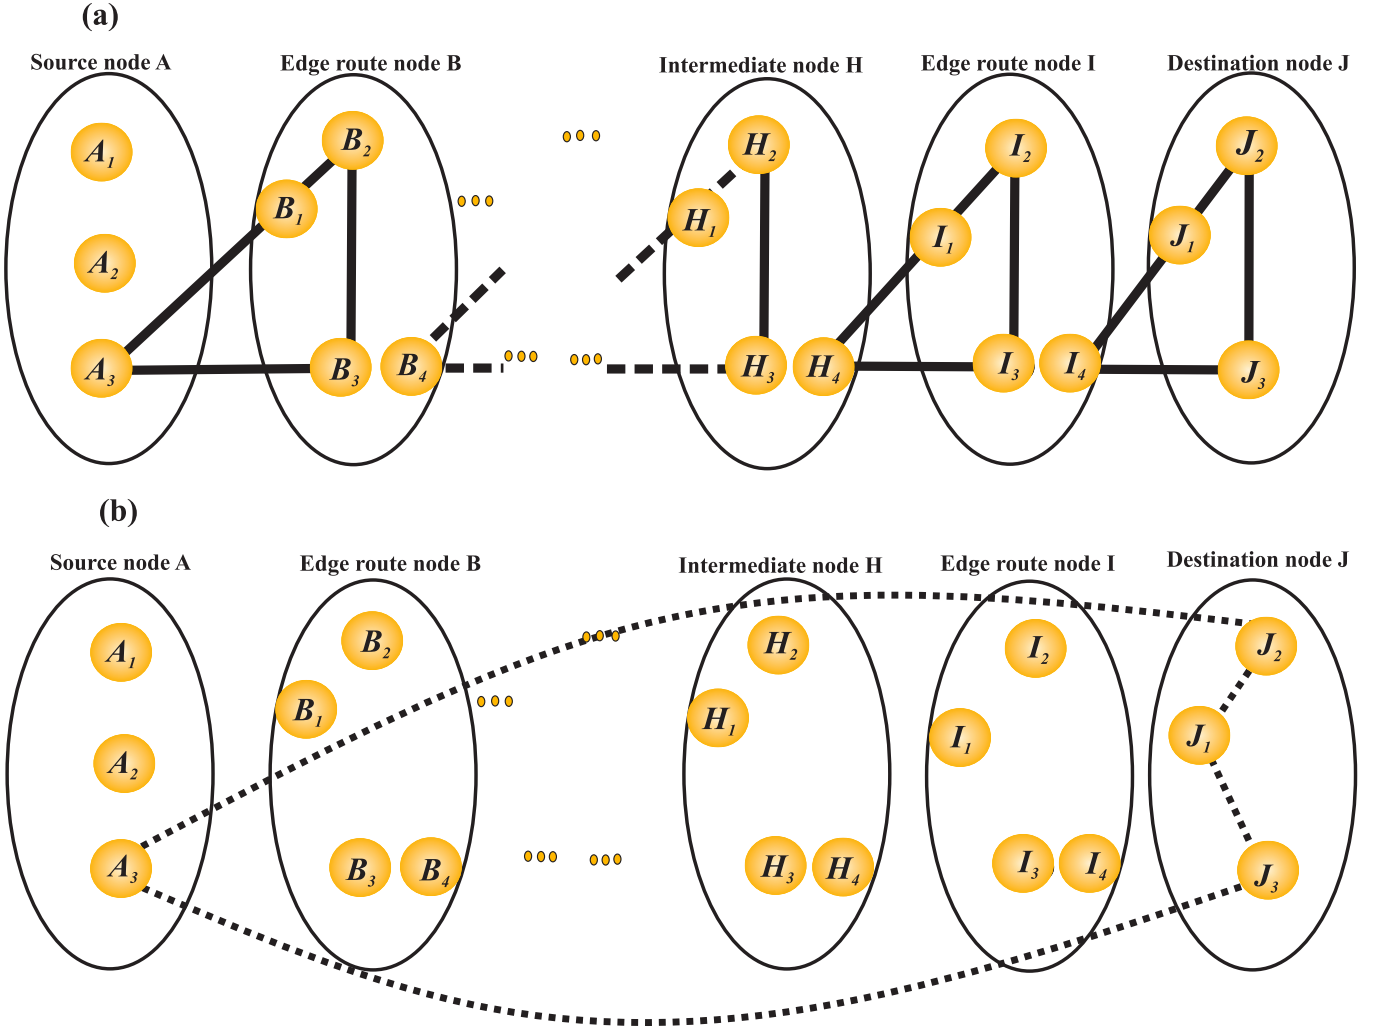 (a)
Source node A
Edge route node B
Intermediate node H
Edge route node I
Destination node J
A1
A2
A3
B2
B1
B3
B4
H2
H1
H3
H4
I2
I1
I3
I4
J2
J1
J3
(b)
Source node A
Edge route node B
Intermediate node H
Edge route node I
Destination node J
A1
A2
A3
B2
B1
B3
B4
H2
H1
H3
H4
I2
I1
I3
I4
J2
J1
J3